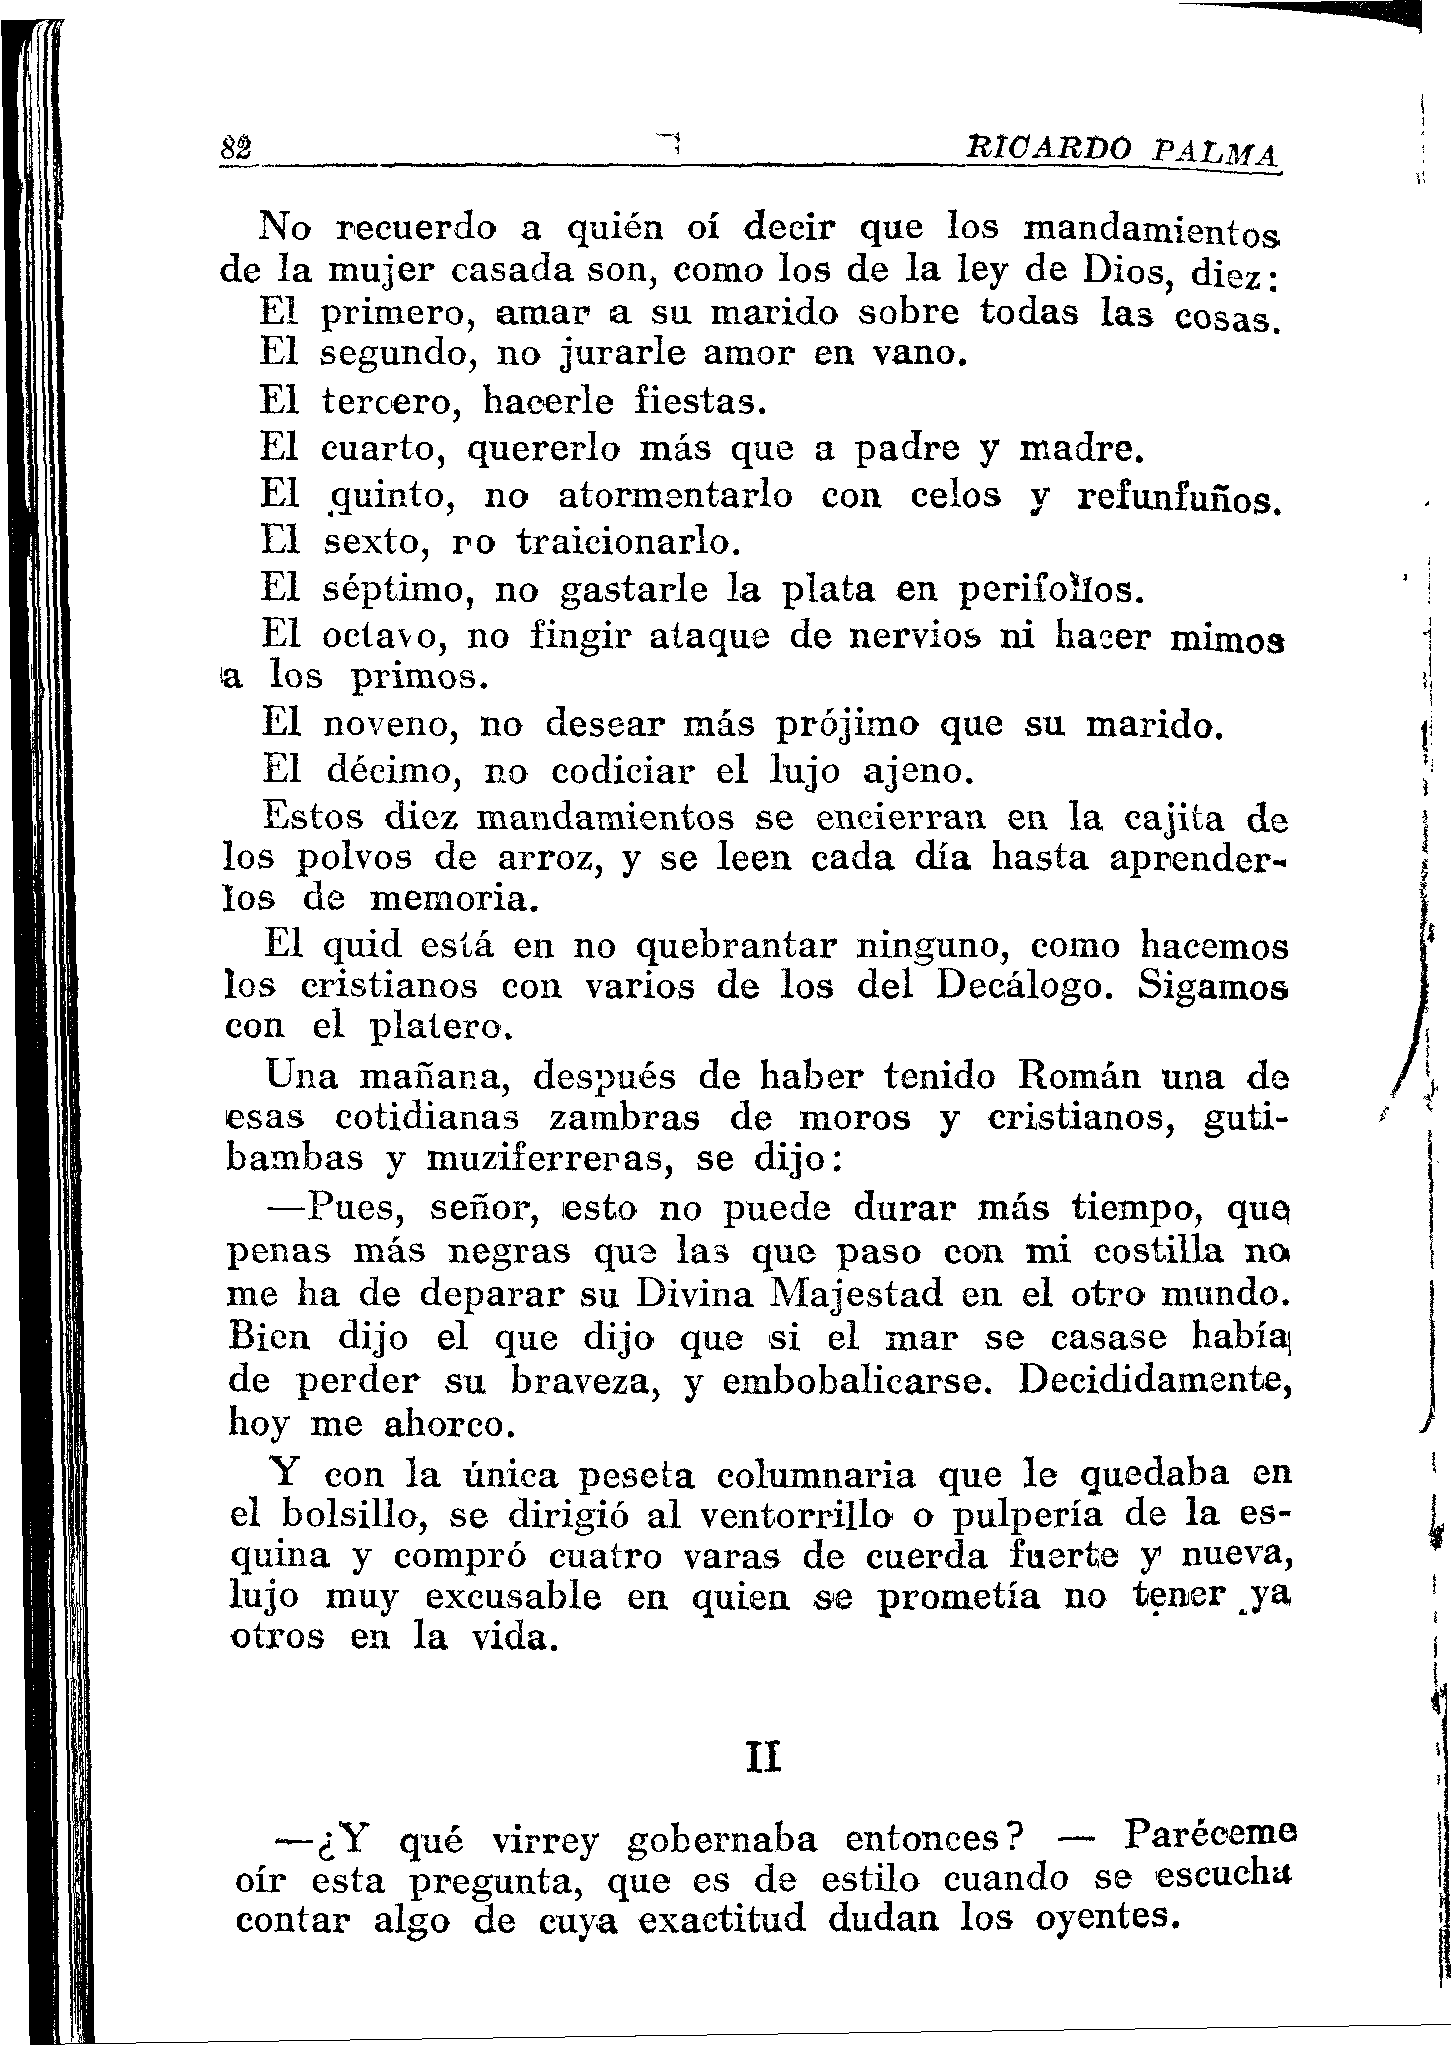 82 RICARDO PALMA
No recuerdo a quién oí decir que los mandamientos
de la mujer casada son, como los de la ley de Dios, diez:
El primero, amar a su marido sobre todas las cosas.
El segundo, no jurarle amor en vano.
El tercero, hacerle fiestas.
El cuarto, quererlo más que a padre y madre.
El quinto, no atormentarlo con celos y refunfuños.
El sexto, no traicionarlo.
El séptimo, no gastarle la plata en perifollos.
El octavo, no fingir ataque de nervios ni hacer mimos
a los primos.
El noveno, no desear más prójimo que su marido.
El décimo, no codiciar el lujo ajeno.
Estos diez mandamientos se encierran en la cajita de
los polvos de arroz, y se leen cada día hasta aprender-
los de memoria.
El quid está en no quebrantar ninguno, como hacemos
los cristianos con varios de los del Decálogo. Sigamos
con el platero.
Una mañana, después de haber tenido Román una de
esas cotidianas zambras de moros y cristianos, guti-
bambas y muziferreras, se dijo:
—Pues, señor, esto no puede durar más tiempo, que
penas más negras que las que paso con mi costilla no
me ha de deparar su Divina Majestad en el otro mundo.
Bien dijo el que dijo que si el mar se casase había
de perder su braveza, y embobalicarse. Decididamente,
hoy me ahorco.
Y con la única peseta columnaria que le quedaba en
el bolsillo, se dirigió al ventorrillo o pulpería de la es-
quina y compró cuatro varas de cuerda fuerte y nueva,
lujo muy excusable en quien se prometía no tener ya
otros en la vida.
II
—¿Y qué virrey gobernaba entonces? — Paréceme
oír esta pregunta, que es de estilo cuando se escucha
contar algo de cuya exactitud dudan los oyentes.